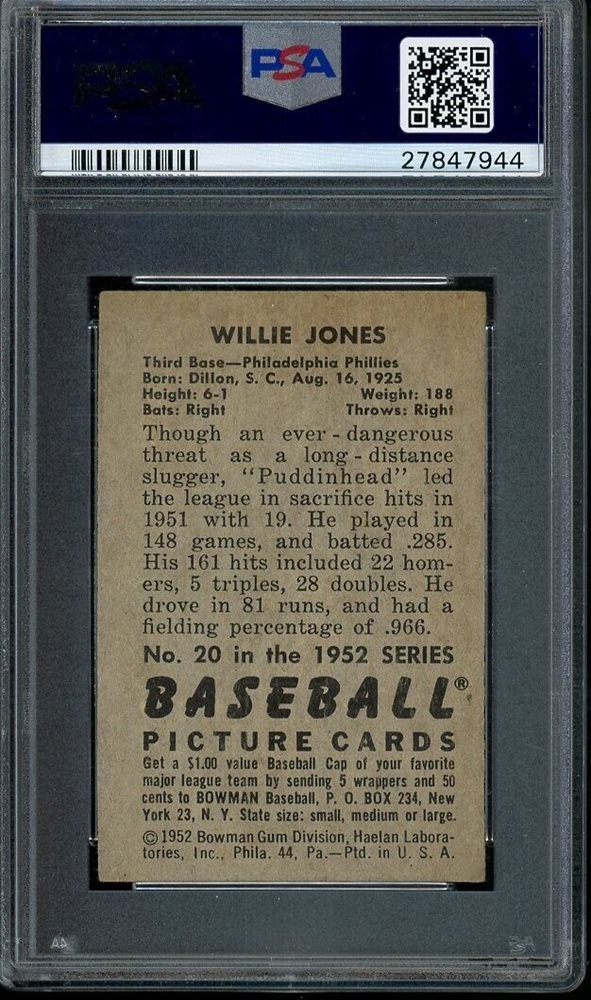 PSA
27847944
WILLIE JONES
Third Base—Philadelphia Phillies
Born: Dillon, S. C., Aug. 16, 1925
Height: 6-1 Weight: 188
Bats: Right Throws: Right
Though an ever - dangerous
threat as a long - distance
slugger, "Puddinhead" led
the league in sacrifice hits in
1951 with 19. He played in
148 games, and batted .285.
His 161 hits included 22 hom-
ers, 5 triples, 28 doubles. He
drove in 81 runs, and had a
fielding percentage of .966.
No. 20 in the 1952 SERIES
BASEBALL®
PICTURE CARDS
Get a $1.00 value Baseball Cap of your favorite
major league team by sending 5 wrappers and 50
cents to BOWMAN Baseball, P. O. BOX 234, New
York 23, N. Y. State size: small, medium or large.
© 1952 Bowman Gum Division, Haelan Labora-
tories, Inc., Phila. 44, Pa.—Ptd. in U. S. A.